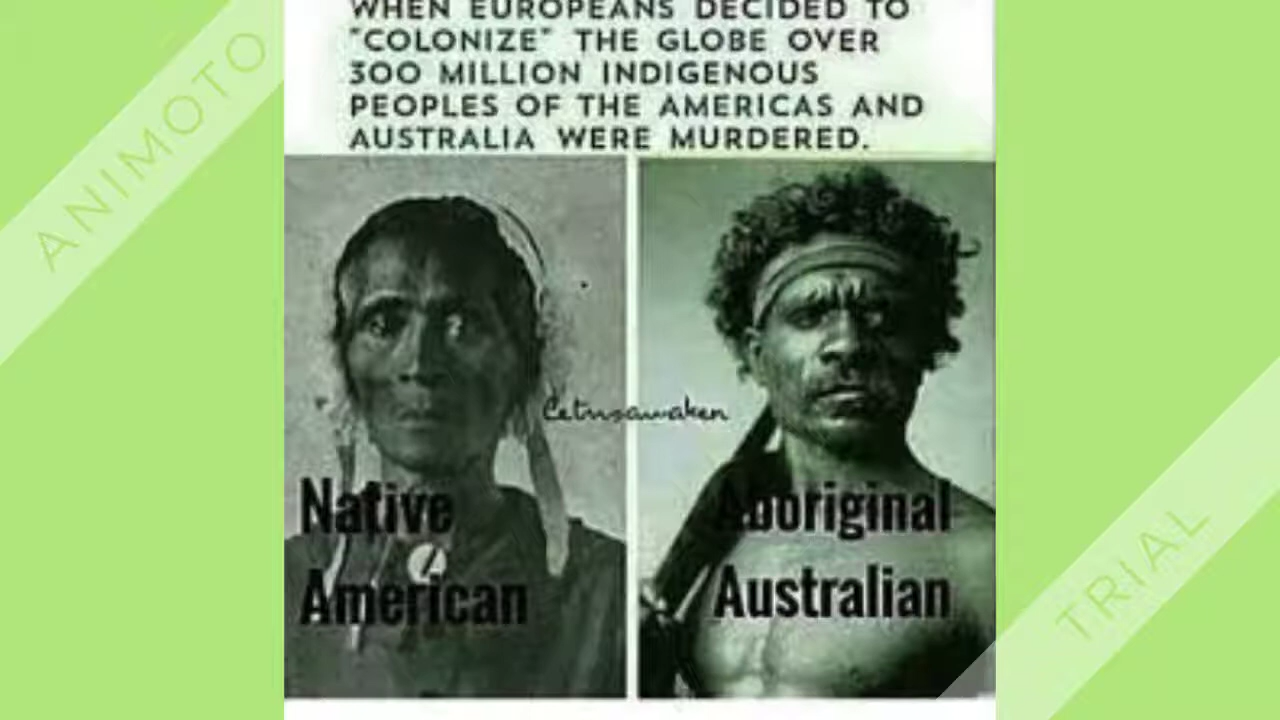 WHEN EUROPEANS DECIDED TO
"COLONIZE" THE GLOBE OVER
300 MILLION INDIGENOUS
PEOPLES OF THE AMERICAS AND
AUSTRALIA WERE MURDERED.
ANIMOTO
Letusawaken
Native
American
Aboriginal
Australian
TRIAL